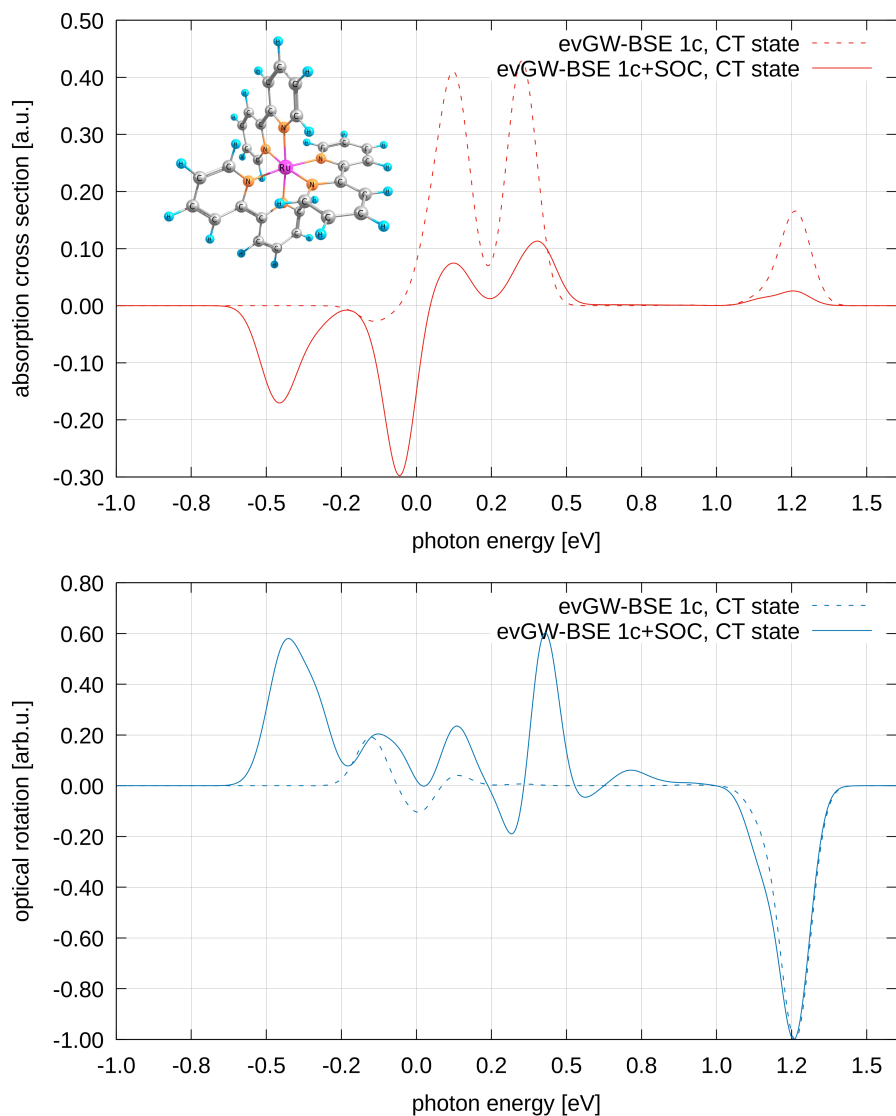 0.50
evGW-BSE 1c, CT state
0.40
evGW-BSE 1c+SOC, CT state
0.30
0.20
0.10
0.00
-0.10
-0.20
-0.30
absorption cross section [a.u.]
Ru
N
N
N
N
-1.0 -0.8 -0.5 -0.2 0.0 0.2 0.5 0.8 1.0 1.2 1.5
photon energy [eV]
0.80
evGW-BSE 1c, CT state
0.60
evGW-BSE 1c+SOC, CT state
0.40
0.20
0.00
-0.20
-0.40
-0.60
-0.80
-1.00
optical rotation [arb.u.]
-1.0 -0.8 -0.5 -0.2 0.0 0.2 0.5 0.8 1.0 1.2 1.5
photon energy [eV]